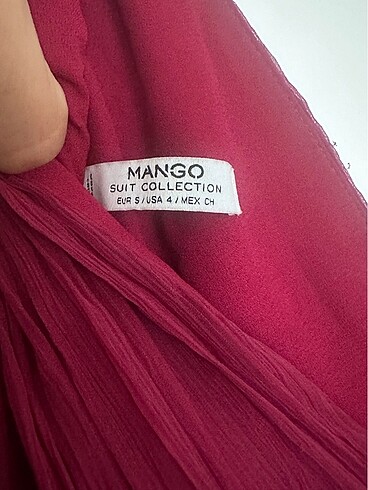 MANGO
SUIT COLLECTION
EUR S / USA 4 / MEX CH